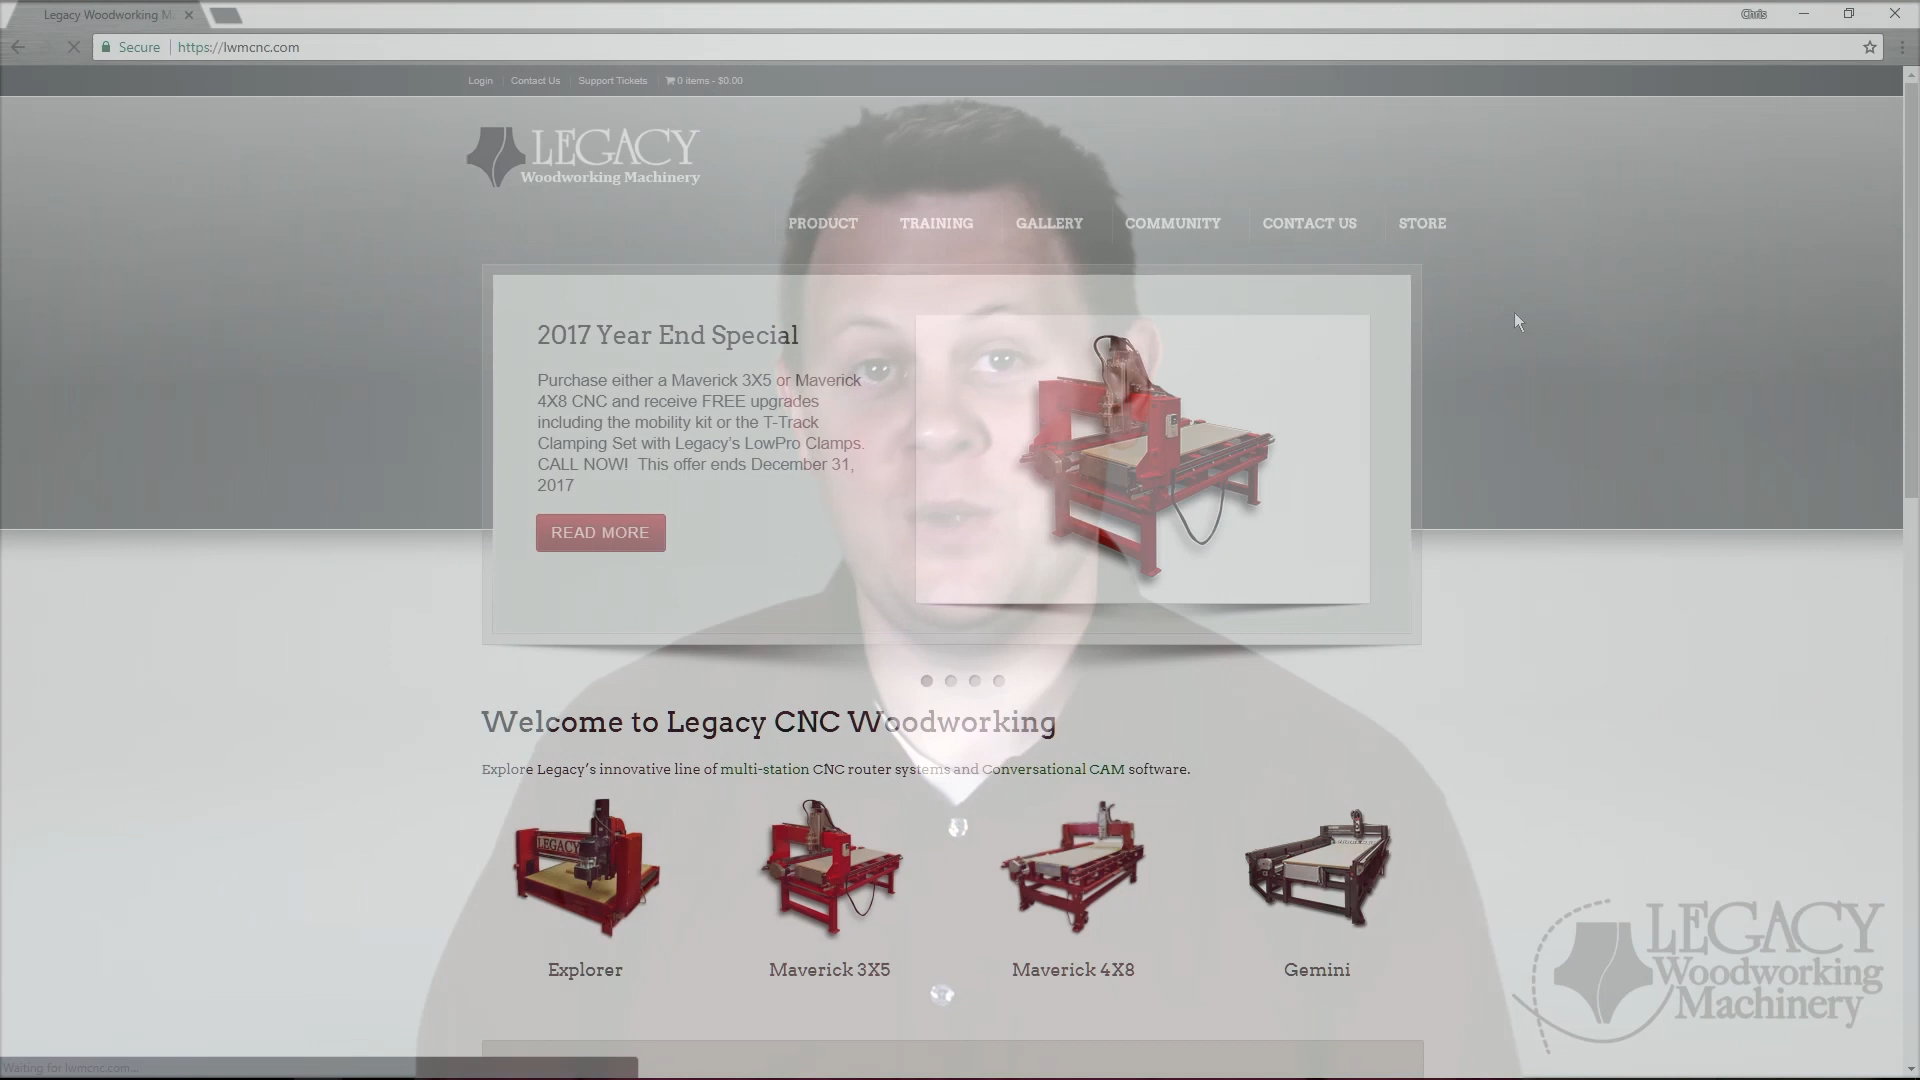 Legacy Woodworking M
Chris
Secure https://lwmcnc.com
Login Contact Us Support Tickets 0 items - $0.00
LEGACY
Woodworking Machinery
PRODUCT TRAINING GALLERY COMMUNITY CONTACT US STORE
2017 Year End Special
Purchase either a Maverick 3X5 or Maverick
4X8 CNC and receive FREE upgrades
including the mobility kit or the T-Track
Clamping Set with Legacy’s LowPro Clamps.
CALL NOW!  This offer ends December 31,
2017
READ MORE
Welcome to Legacy CNC Woodworking
Explore Legacy’s innovative line of multi-station CNC router systems and Conversational CAM software.
LEGACY
Explorer Maverick 3X5 Maverick 4X8 Gemini
LEGACY
Woodworking
Machinery
Waiting for lwmcnc.com...